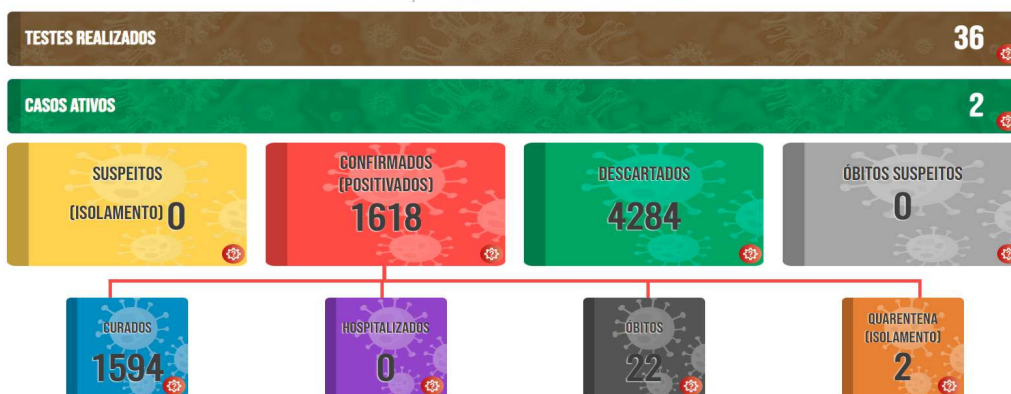 TESTES REALIZADOS 36
CASOS ATIVOS 2
SUSPEITOS
(ISOLAMENTO) 0
CONFIRMADOS
(POSITIVADOS)
1618
DESCARTADOS
4284
ÓBITOS SUSPEITOS
0
CURADOS
1594
HOSPITALIZADOS
0
ÓBITOS
22
QUARENTENA
(ISOLAMENTO)
2